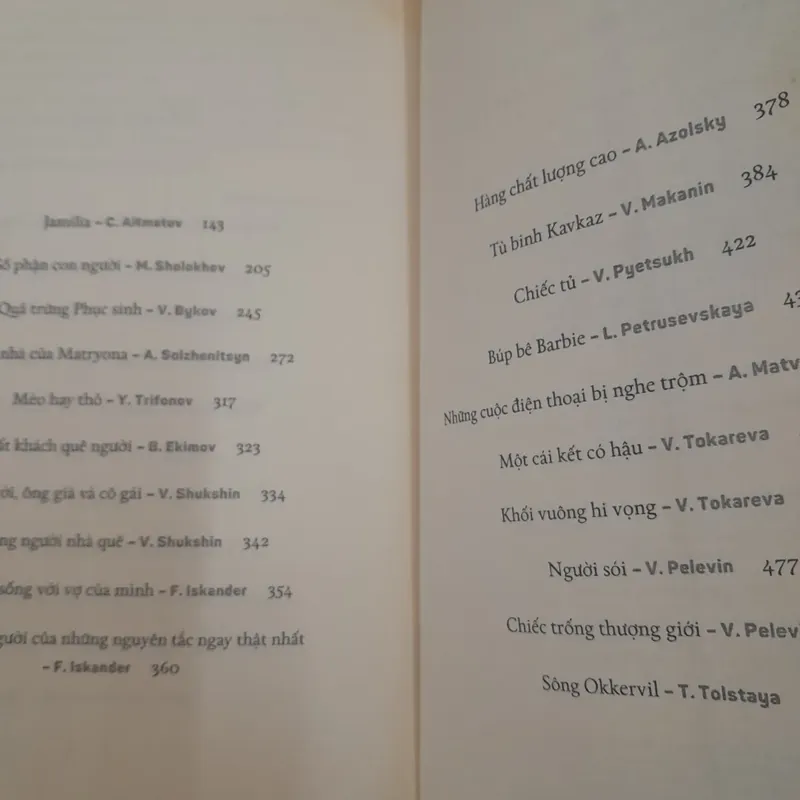 Jamilia – C. Aitmatov 143
Số phận con người – M. Sholokhov 205
Quả trứng Phục sinh – V. Bykov 245
nhà của Matryona – A. Solzhenitsyn 272
Mèo hay thỏ – Y. Trifonov 317
khách quê người – B. Ekimov 323
ông già và cô gái – V. Shukshin 334
người nhà quê – V. Shukshin 342
sống với vợ của mình – F. Iskander 354
của những nguyên tắc ngay thật nhất
– F. Iskander 360
Hàng chất lượng cao – A. Azolsky 378
Tù binh Kavkaz – V. Makanin 384
Chiếc tủ – V. Pyetsukh 422
Búp bê Barbie – L. Petrusevskaya
Những cuộc điện thoại bị nghe trộm – A.
Một cái kết có hậu – V. Tokareva
Khối vuông hi vọng – V. Tokareva
Người sói – V. Pelevin 477
Chiếc trống thượng giới – V.
Sông Okkervil – T. Tolstaya